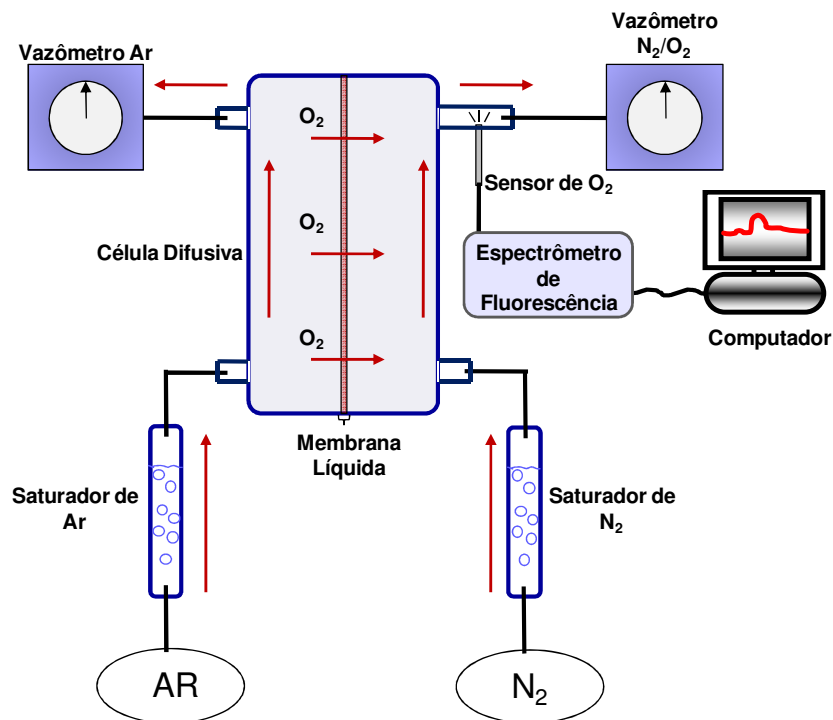 Vazômetro Ar
Vazômetro
N₂/O₂
O₂
Sensor de O₂
O₂
Célula Difusiva
Espectrômetro
de
Fluorescência
O₂
Computador
Membrana
Líquida
Saturador de
Ar
Saturador de
N₂
AR
N₂